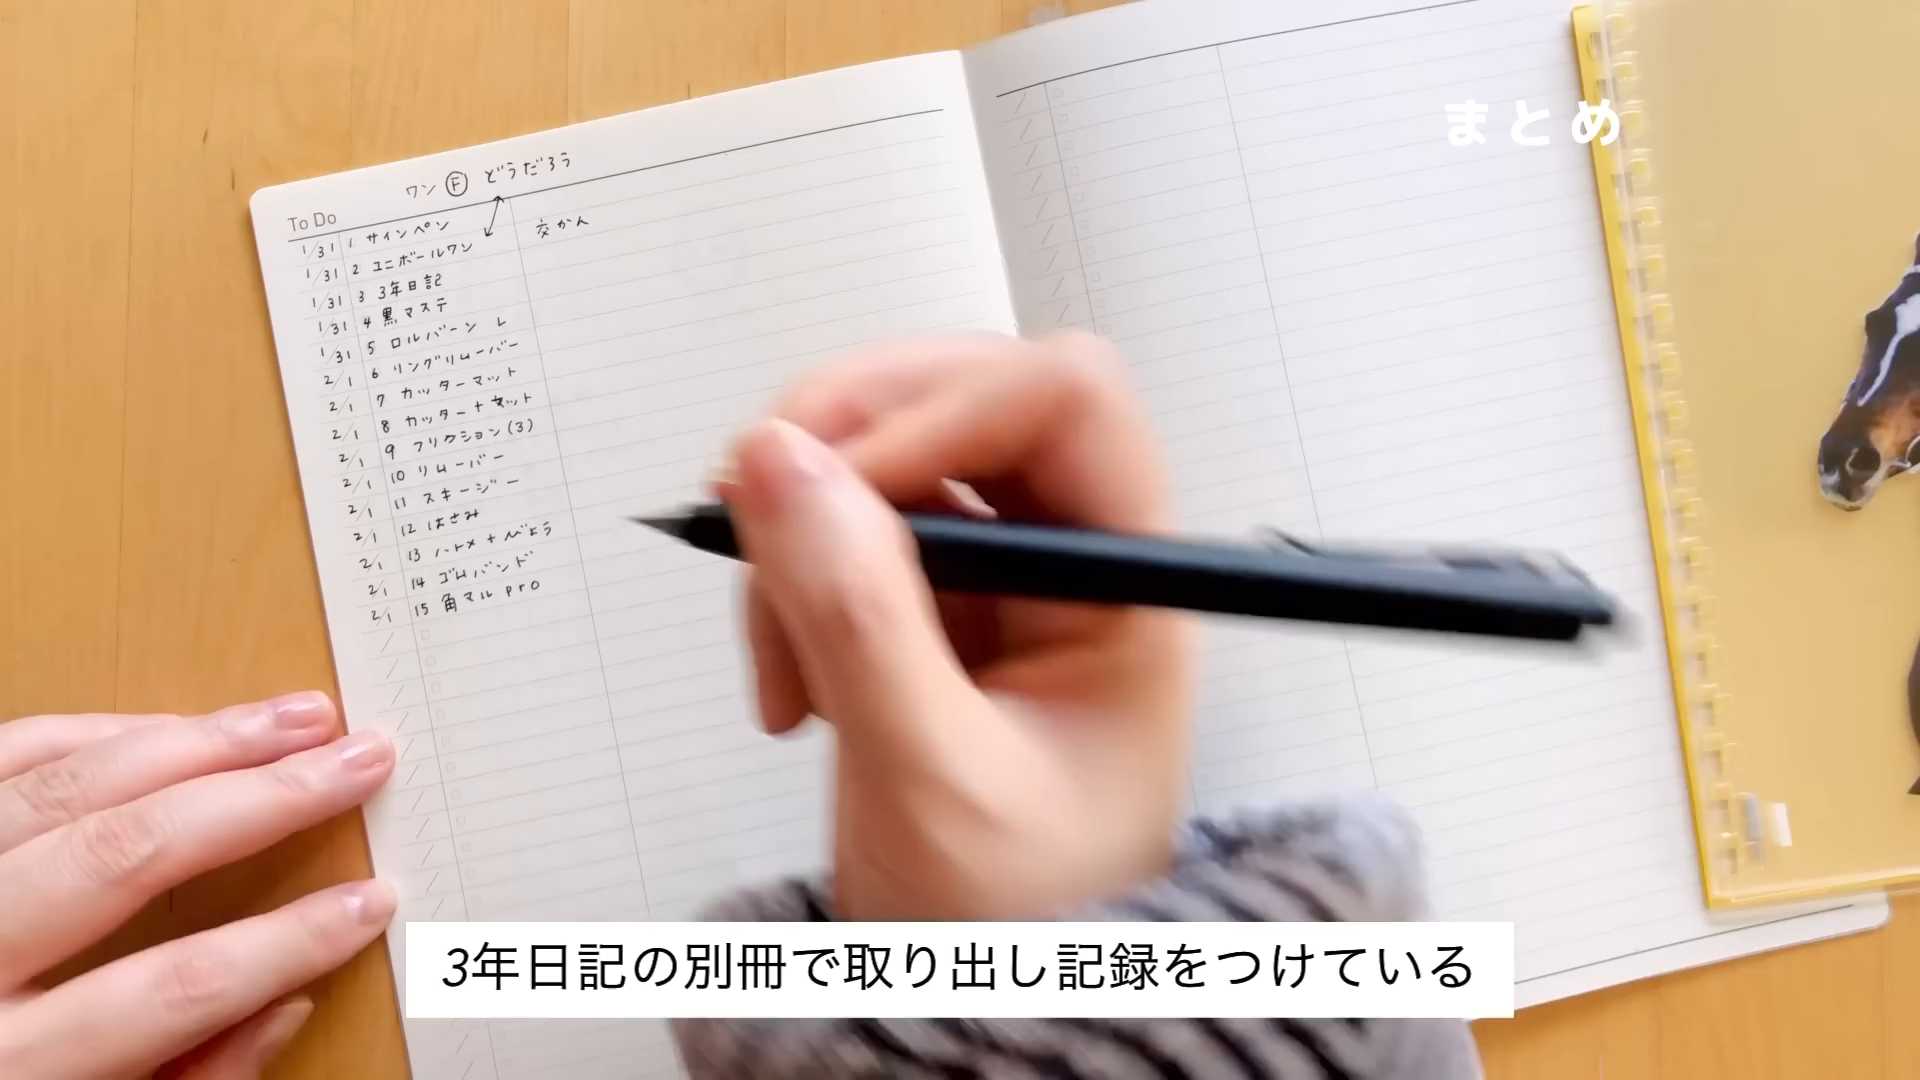 まとめ
ワン Ⓕ どうだろう
To Do
1/31 1 サインペン
交かん
1/31 2 ユニボールワン
1/31 3 3年日記
1/31 4 黒マステ
1/31 5 ロルバーン L
2/1 6 リングリムーバー
2/1 7 カッターマット
2/1 8 カッター+セット
2/1 9 フリクション(3)
2/1 10 リムーバー
2/1 11 スキージー
2/1 12 はさみ
2/1 13 ハトメ+
2/1 14 ゴムバンド
2/1 15 角マル pro
3年日記の別冊で取り出し記録をつけている